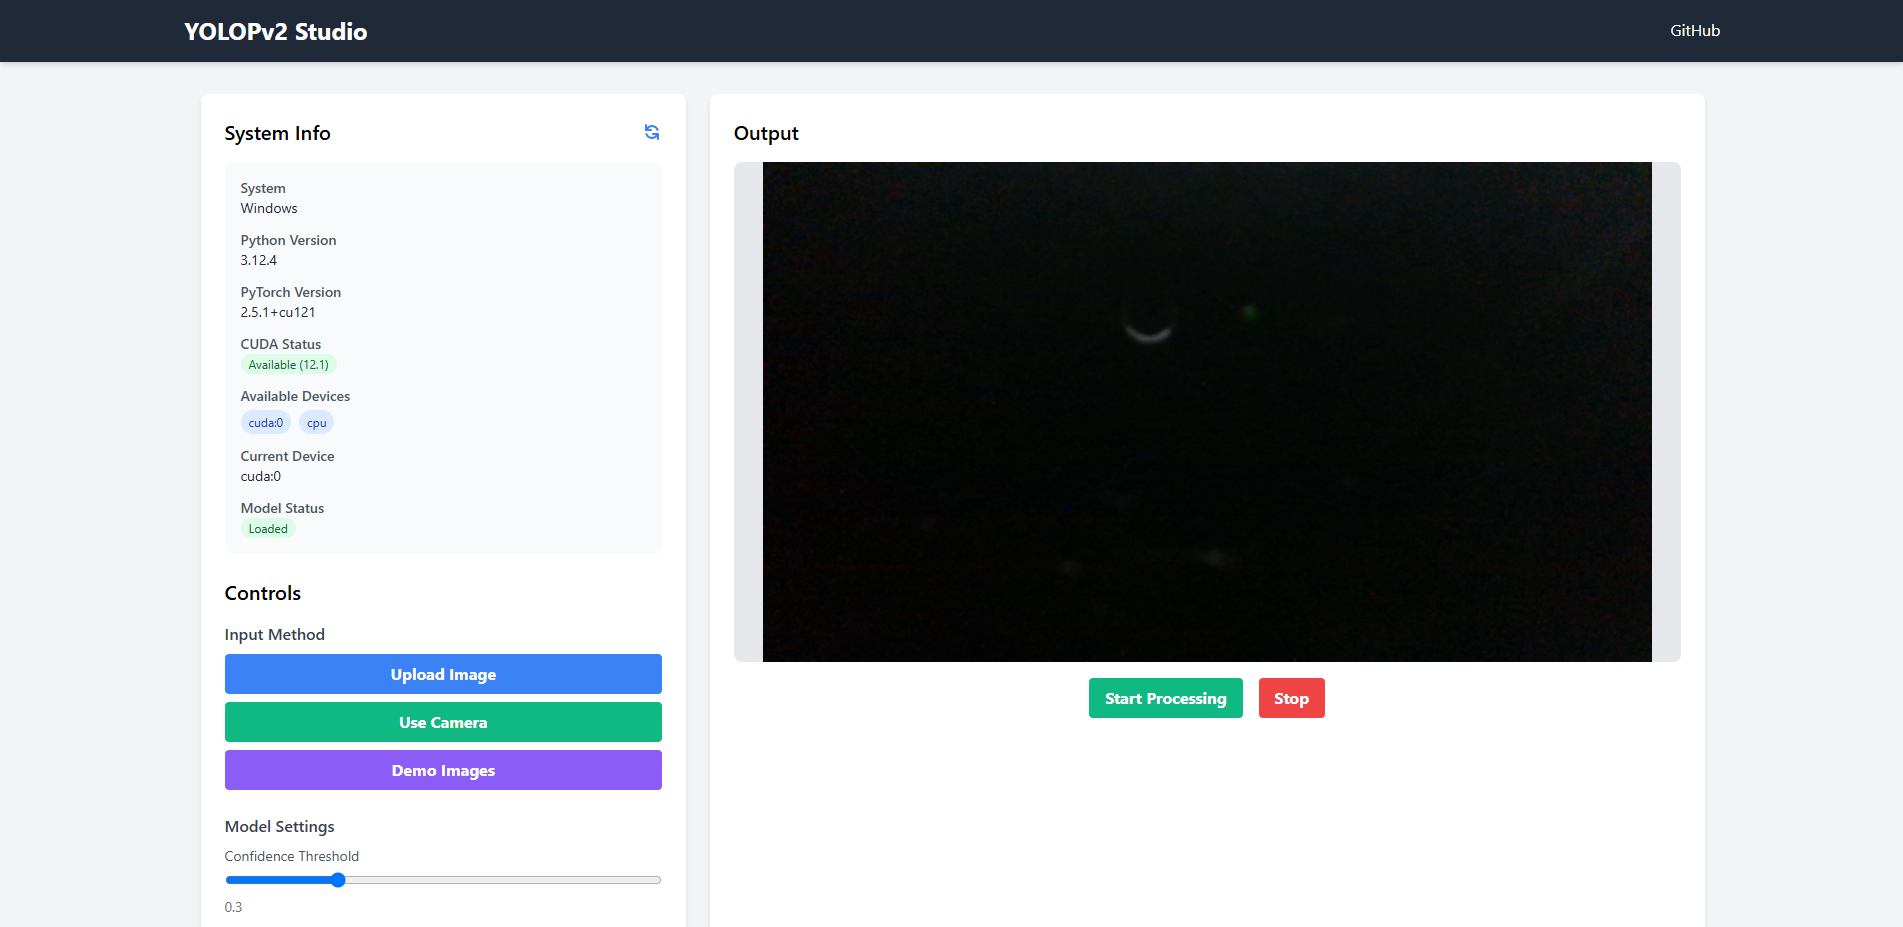 YOLOPv2 Studio
GitHub
System Info
System
Windows
Python Version
3.12.4
PyTorch Version
2.5.1+cu121
CUDA Status
Available (12.1)
Available Devices
cuda:0 cpu
Current Device
cuda:0
Model Status
Loaded
Controls
Input Method
Upload Image
Use Camera
Demo Images
Model Settings
Confidence Threshold
0.3
Output
Start Processing
Stop